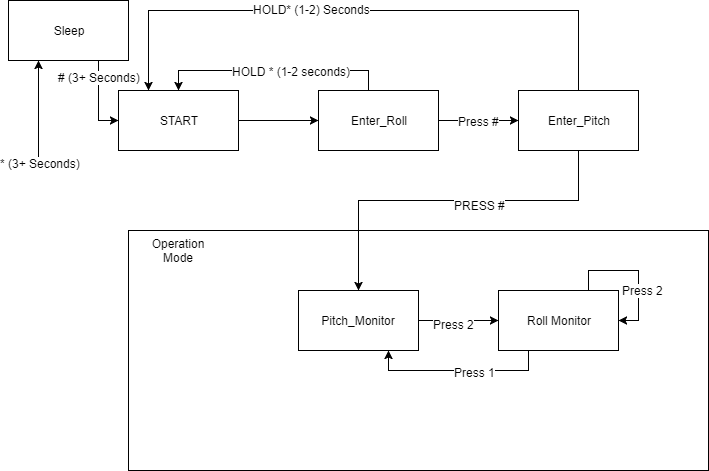 HOLD* (1-2) Seconds
Sleep
HOLD * (1-2 seconds)
# (3+ Seconds)
START
Enter_Roll
Press #
Enter_Pitch
* (3+ Seconds)
PRESS #
Operation
Mode
Press 2
Pitch_Monitor
Press 2
Roll Monitor
Press 1